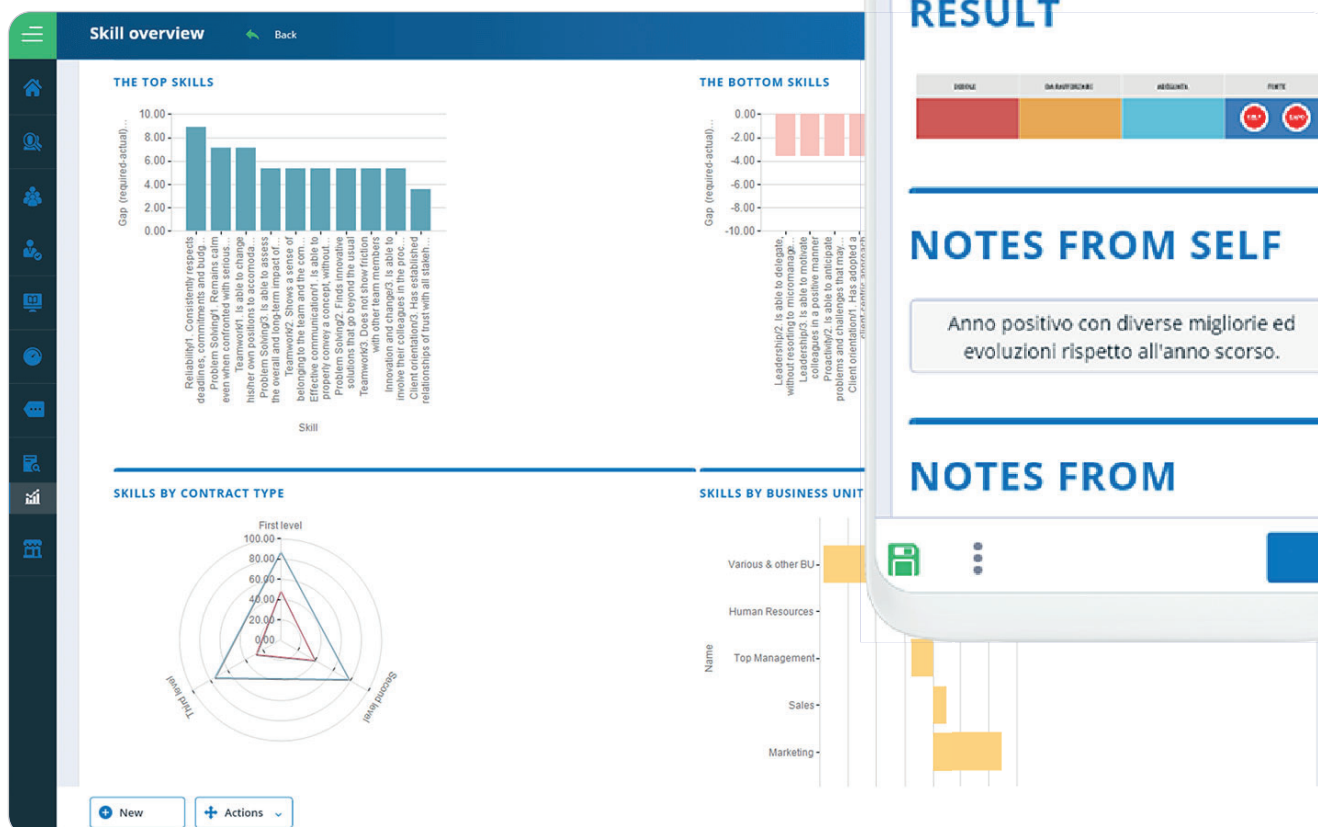 Skill overview
Back
THE TOP SKILLS
10.00
8.00
6.00
4.00
2.00
0.00
Gap (required-actual)...
Reliability/1. Consistently respects
deadlines, commitments and budg...
Problem Solving/1. Remains calm
even when confronted with serious...
Teamwork/1. Is able to change
his/her own positions to accomoda...
Problem Solving/3. Is able to assess
the overall and long-term impact of...
Teamwork/2. Shows a sense of
belonging to the team and the com...
Effective communication/1. Is able to
properly convey a concept, without...
Problem Solving/2. Finds innovative
solutions that go beyond the usual
Teamwork/3. Does not show friction
with other team members
Innovation and change/3. Is able to
involve their colleagues in the proc...
Client orientation/3. Has established
relationships of trust with all stakeh...
Skill
THE BOTTOM SKILLS
0.00
-2.00
-4.00
-6.00
-8.00
-10.00
Gap (required-actual)...
Leadership/2. Is able to delegate,
without resorting to micromanage...
Leadership/3. Is able to motivate
colleagues in a positive manner
Proactivity/2. Is able to anticipate
problems and challenges that may...
Client orientation/1. Has adopted a
client-centric approach
SKILLS BY CONTRACT TYPE
First level
100.00
80.00
60.00
40.00
20.00
0.00
Third level
Second level
SKILLS BY BUSINESS UNIT
Various & other BU
Human Resources
Top Management
Sales
Marketing
Name
New
Actions
RESULT
DEBOLE
DA RAFFORZARE
ADEGUATA
FORTE
SELF
CAPO
NOTES FROM SELF
Anno positivo con diverse migliorie ed
evoluzioni rispetto all'anno scorso.
NOTES FROM